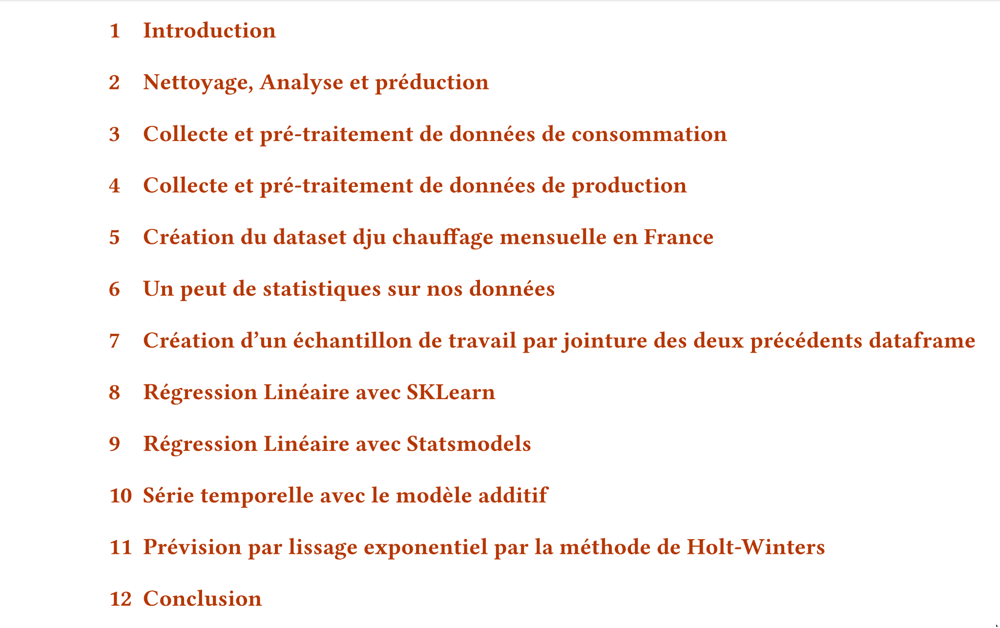 1 Introduction
2 Nettoyage, Analyse et préduction
3 Collecte et pré-traitement de données de consommation
4 Collecte et pré-traitement de données de production
5 Création du dataset dju chauffage mensuelle en France
6 Un peut de statistiques sur nos données
7 Création d’un échantillon de travail par jointure des deux précédents dataframe
8 Régression Linéaire avec SKLearn
9 Régression Linéaire avec Statsmodels
10 Série temporelle avec le modèle additif
11 Prévision par lissage exponentiel par la méthode de Holt-Winters
12 Conclusion